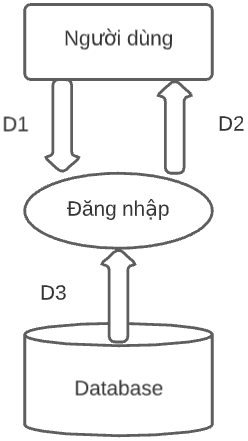 Người dùng
D1
D2
Đăng nhập
D3
Database